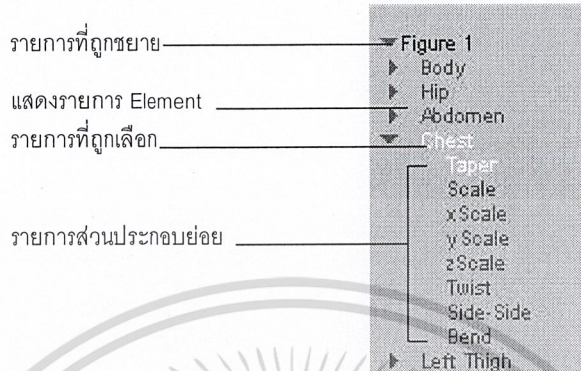 รายการที่ถูกขยาย
แสดงรายการ Element
รายการที่ถูกเลือก
รายการส่วนประกอบย่อย
Figure 1
Body
Hip
Abdomen
Chest
Taper
Scale
xScale
yScale
zScale
Twist
Side-Side
Bend
Left Thigh